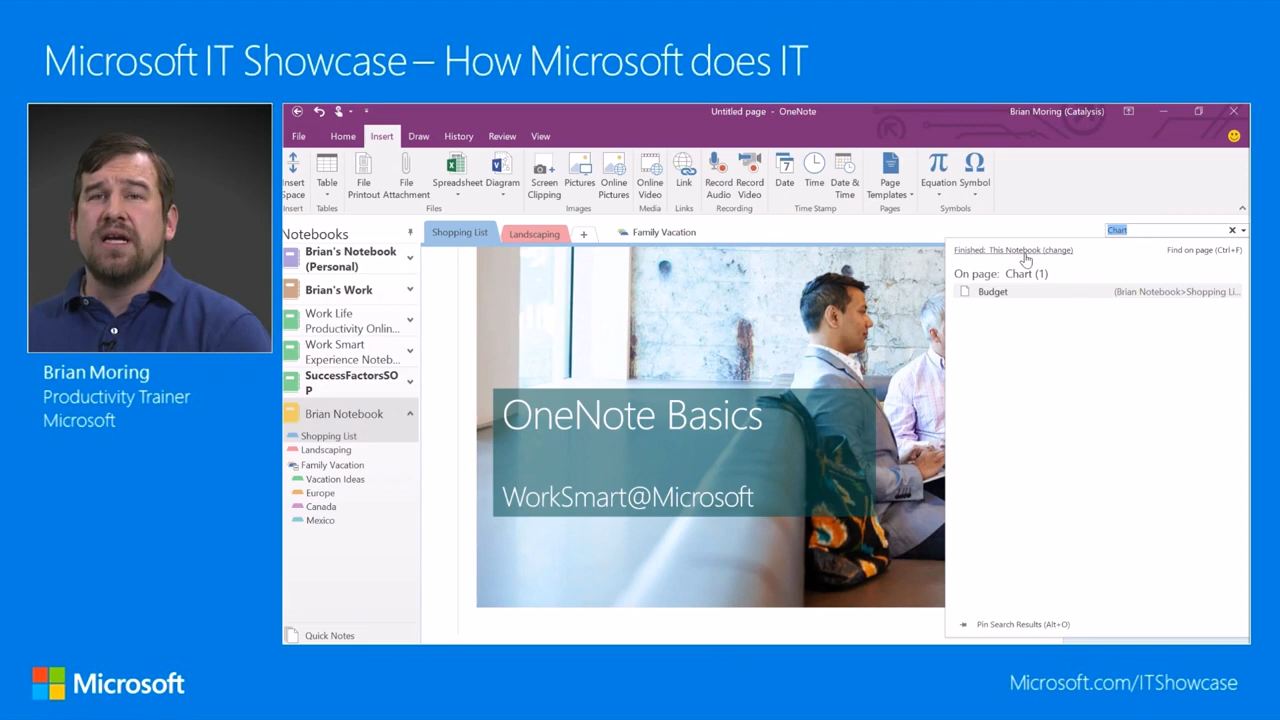 Microsoft IT Showcase – How Microsoft does IT
Brian Moring
Productivity Trainer
Microsoft
Untitled page - OneNote
Brian Moring (Catalysis)
File Home Insert Draw History Review View
Insert Space
Table
File Printout
File Attachment
Spreadsheet
Diagram
Screen Clipping
Pictures
Online Pictures
Online Video
Link
Record Audio
Record Video
Date
Time
Date & Time
Page Templates
Equation
Symbol
Insert Tables Files Images Media Links Recording Time Stamp Pages Symbols
Notebooks
Shopping List
Landscaping
Family Vacation
Chart
Brian's Notebook
(Personal)
Brian's Work
Work Life
Productivity Onlin...
Work Smart
Experience Noteb...
SuccessFactorsSO
P
Brian Notebook
Shopping List
Landscaping
Family Vacation
Vacation Ideas
Europe
Canada
Mexico
Quick Notes
OneNote Basics
WorkSmart@Microsoft
Finished: This Notebook (change)
Find on page (Ctrl+F)
On page: Chart (1)
Budget
(Brian Notebook>Shopping Li...
Pin Search Results (Alt+O)
Microsoft
Microsoft.com/ITShowcase